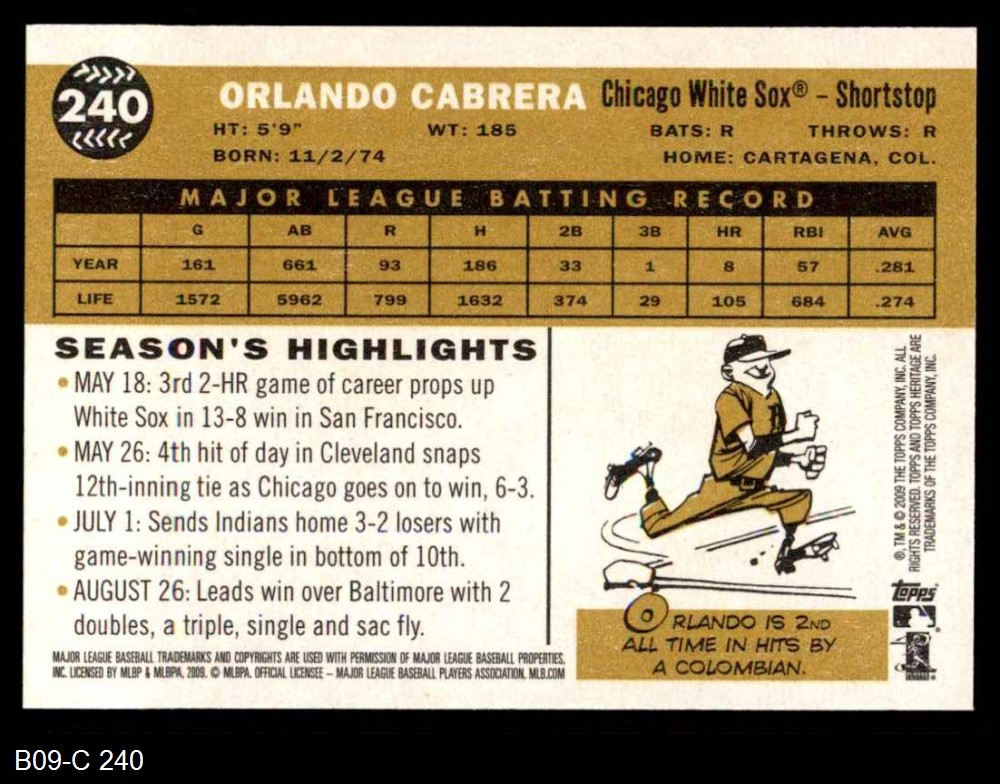 240
ORLANDO CABRERA Chicago White Sox® – Shortstop
HT: 5'9" WT: 185 BATS: R THROWS: R
BORN: 11/2/74 HOME: CARTAGENA, COL.
MAJOR LEAGUE BATTING RECORD
G AB R H 2B 3B HR RBI AVG
YEAR 161 661 93 186 33 1 8 57 .281
LIFE 1572 5962 799 1632 374 29 105 684 .274
SEASON'S HIGHLIGHTS
• MAY 18: 3rd 2-HR game of career props up
White Sox in 13-8 win in San Francisco.
• MAY 26: 4th hit of day in Cleveland snaps
12th-inning tie as Chicago goes on to win, 6-3.
• JULY 1: Sends Indians home 3-2 losers with
game-winning single in bottom of 10th.
• AUGUST 26: Leads win over Baltimore with 2
doubles, a triple, single and sac fly.
MAJOR LEAGUE BASEBALL TRADEMARKS AND COPYRIGHTS ARE USED WITH PERMISSION OF MAJOR LEAGUE BASEBALL PROPERTIES,
INC. LICENSED BY MLBP & MLBPA, 2009. © MLBPA. OFFICIAL LICENSEE – MAJOR LEAGUE BASEBALL PLAYERS ASSOCIATION. MLB.COM
ORLANDO IS 2ND
ALL TIME IN HITS BY
A COLOMBIAN.
®, TM & © 2009 THE TOPPS COMPANY, INC. ALL
RIGHTS RESERVED. TOPPS AND TOPPS HERITAGE ARE
TRADEMARKS OF THE TOPPS COMPANY, INC.
topps
B09-C 240